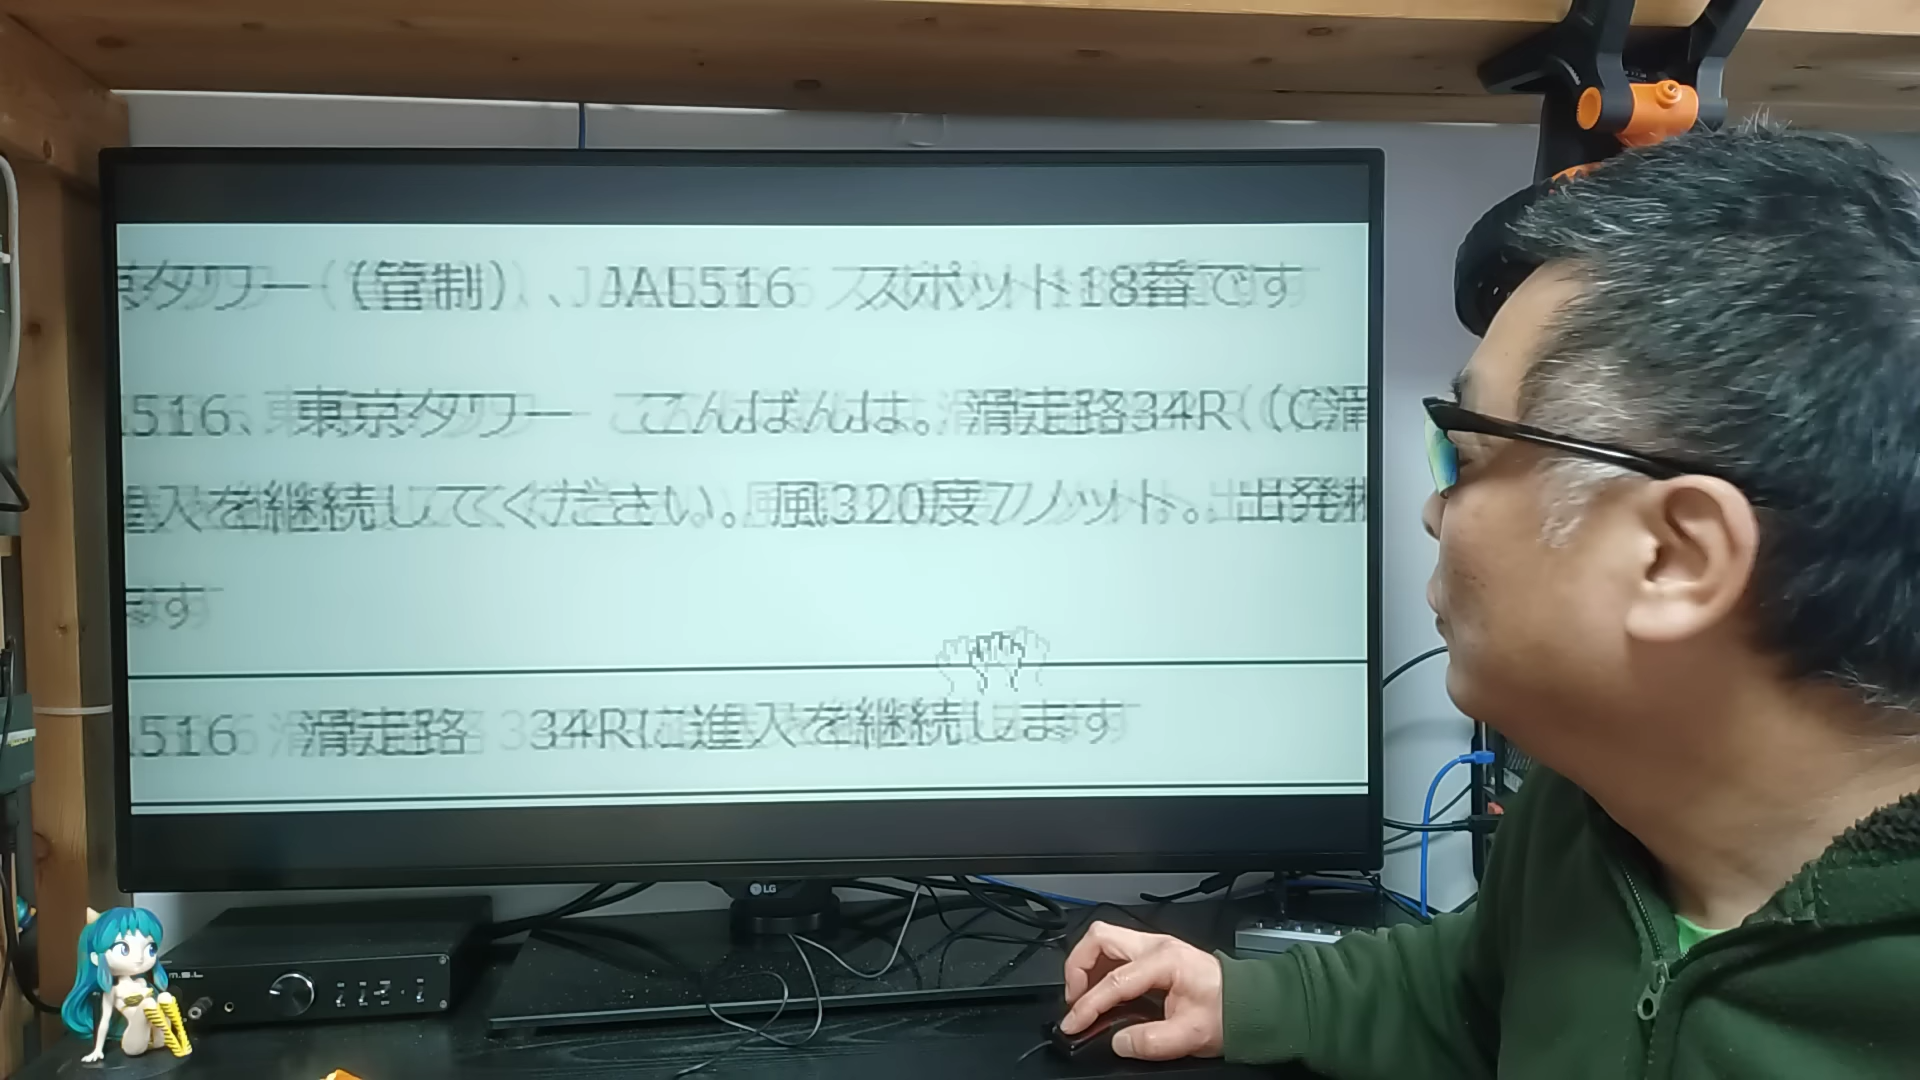 京タワー（管制）、JAL516 スポット18番です
516、東京タワー こんばんは。滑走路34R（C滑
進入を継続してください。風320度7ノット。出発機
ます
516 滑走路 34Rに進入を継続します
LG
M.S.L